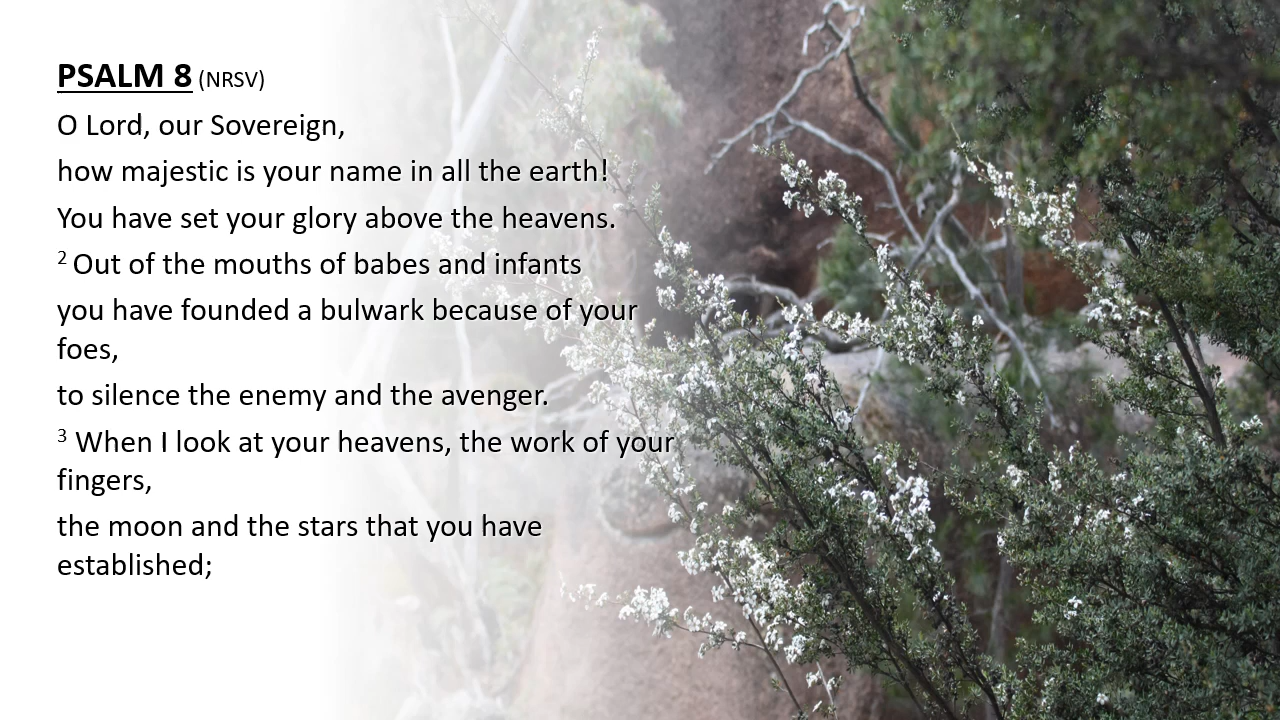 PSALM 8 (NRSV)
O Lord, our Sovereign,
how majestic is your name in all the earth!
You have set your glory above the heavens.
2 Out of the mouths of babes and infants
you have founded a bulwark because of your
foes,
to silence the enemy and the avenger.
3 When I look at your heavens, the work of your
fingers,
the moon and the stars that you have
established;